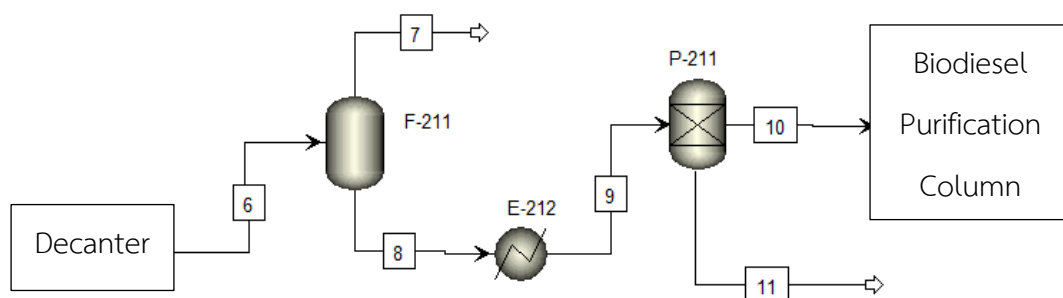 7
F-211
6
Decanter
8
E-212
9
P-211
10
11
Biodiesel
Purification
Column